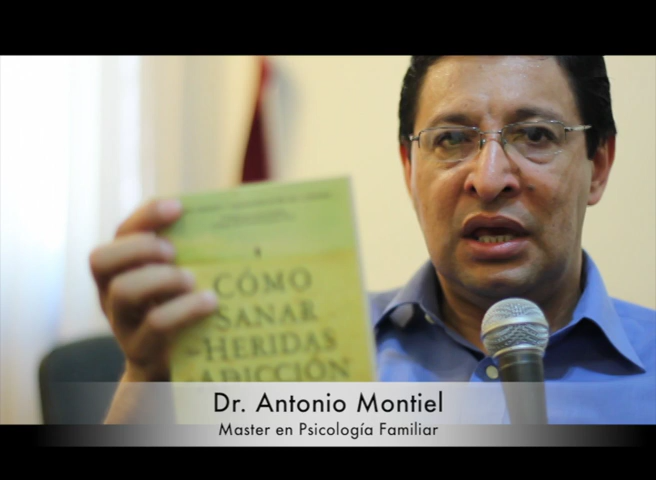 CÓMO
SANAR
HERIDAS
ADICCIÓN
Dr. Antonio Montiel
Master en Psicología Familiar